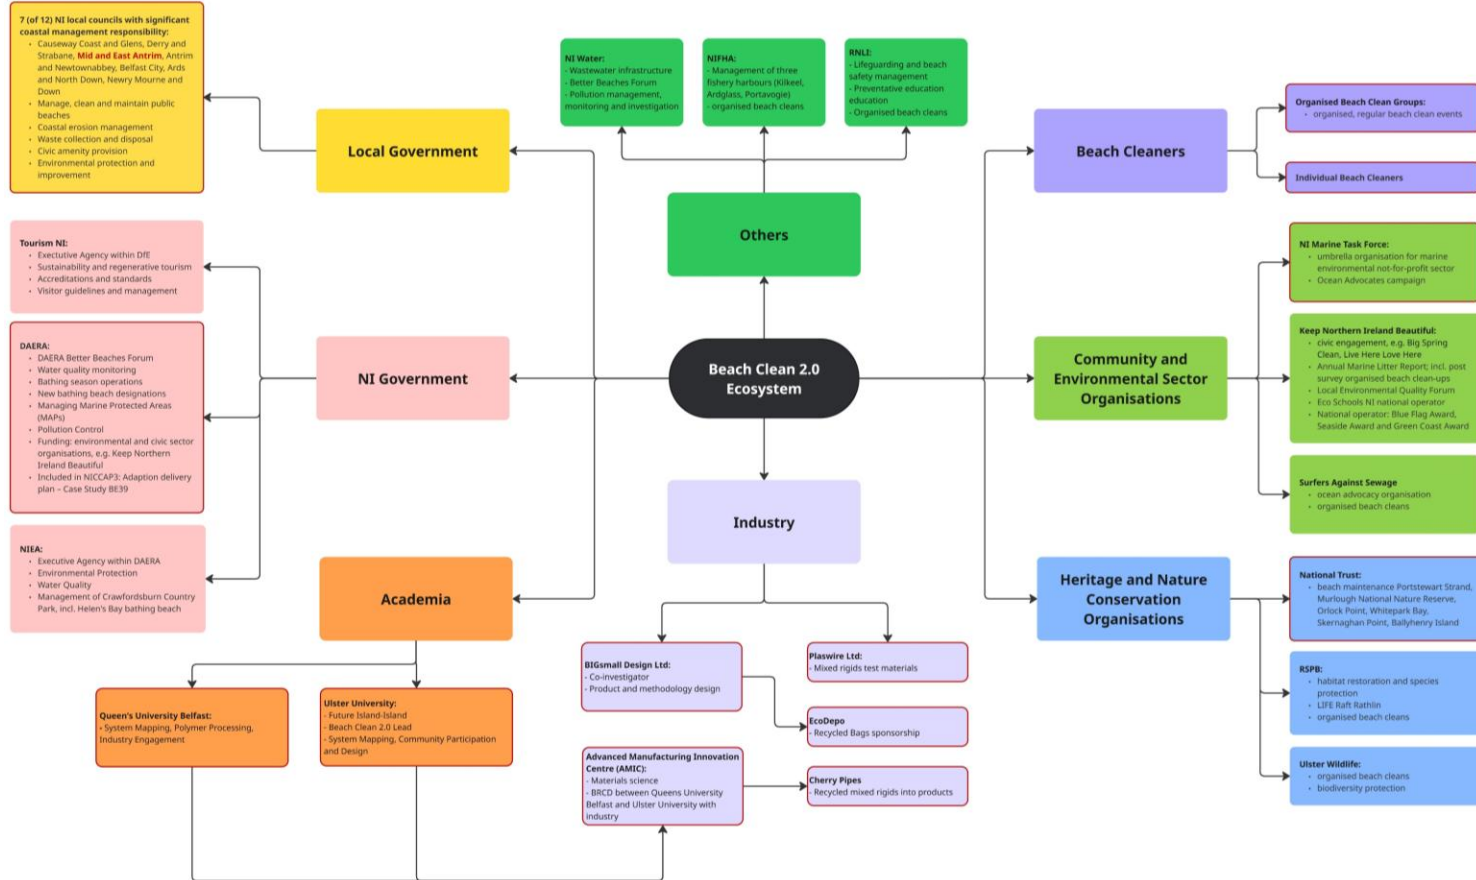 7 (of 12) NI local councils with significant
coastal management responsibility:
• Causeway Coast and Glens, Derry and
Strabane, Mid and East Antrim, Antrim
and Newtownabbey, Belfast City, Ards
and North Down, Newry Mourne and
Down
• Manage, clean and maintain public
beaches
• Coastal erosion management
• Waste collection and disposal
• Civic amenity provision
• Environmental protection and
improvement
Local Government
Tourism NI:
• Executive Agency within DfE
• Sustainability and regenerative tourism
• Accreditations and standards
• Visitor guidelines and management
DAERA:
• DAERA Better Beaches Forum
• Water quality monitoring
• Bathing season operations
• New bathing beach designations
• Managing Marine Protected Areas
(MAPs)
• Pollution Control
• Funding: environmental and civic sector
organisations, e.g. Keep Northern
Ireland Beautiful
• Included in NICCAP3: Adaption delivery
plan – Case Study BE39
NIEA:
• Executive Agency within DAERA
• Environmental Protection
• Water Quality
• Management of Crawfordsburn Country
Park, incl. Helen's Bay bathing beach
NI Government
Academia
Queen's University Belfast:
- System Mapping, Polymer Processing,
Industry Engagement
Ulster University:
- Future Island-Island
- Beach Clean 2.0 Lead
- System Mapping, Community Participation
and Design
NI Water:
- Wastewater infrastructure
- Better Beaches Forum
- Pollution management,
monitoring and investigation
NIFHA:
- Management of three
fishery harbours (Kilkeel,
Ardglass, Portavogie)
- organised beach cleans
RNLI:
- Lifeguarding and beach
safety management
- Preventative education
education
- Organised beach cleans
Others
Beach Clean 2.0
Ecosystem
Industry
BIGsmall Design Ltd:
- Co-investigator
- Product and methodology design
Plaswire Ltd:
- Mixed rigids test materials
EcoDepo
- Recycled Bags sponsorship
Advanced Manufacturing Innovation
Centre (AMIC):
- Materials science
- BRCD between Queens University
Belfast and Ulster University with
industry
Cherry Pipes
- Recycled mixed rigids into products
Beach Cleaners
Organised Beach Clean Groups:
• organised, regular beach clean events
Individual Beach Cleaners
Community and
Environmental Sector
Organisations
NI Marine Task Force:
• umbrella organisation for marine
environmental not-for-profit sector
• Ocean Advocates campaign
Keep Northern Ireland Beautiful:
• civic engagement, e.g. Big Spring
Clean, Live Here Love Here
• Annual Marine Litter Report; incl. post
survey organised beach clean-ups
• Local Environmental Quality Forum
• Eco Schools NI national operator
• National operator: Blue Flag Award,
Seaside Award and Green Coast Award
Surfers Against Sewage
• ocean advocacy organisation
• organised beach cleans
Heritage and Nature
Conservation
Organisations
National Trust:
• beach maintenance Portstewart Strand,
Murlough National Nature Reserve,
Orlock Point, Whitepark Bay,
Skernaghan Point, Ballyhenry Island
RSPB:
• habitat restoration and species
protection
• LIFE Raft Rathlin
• organised beach cleans
Ulster Wildlife:
• organised beach cleans
• biodiversity protection